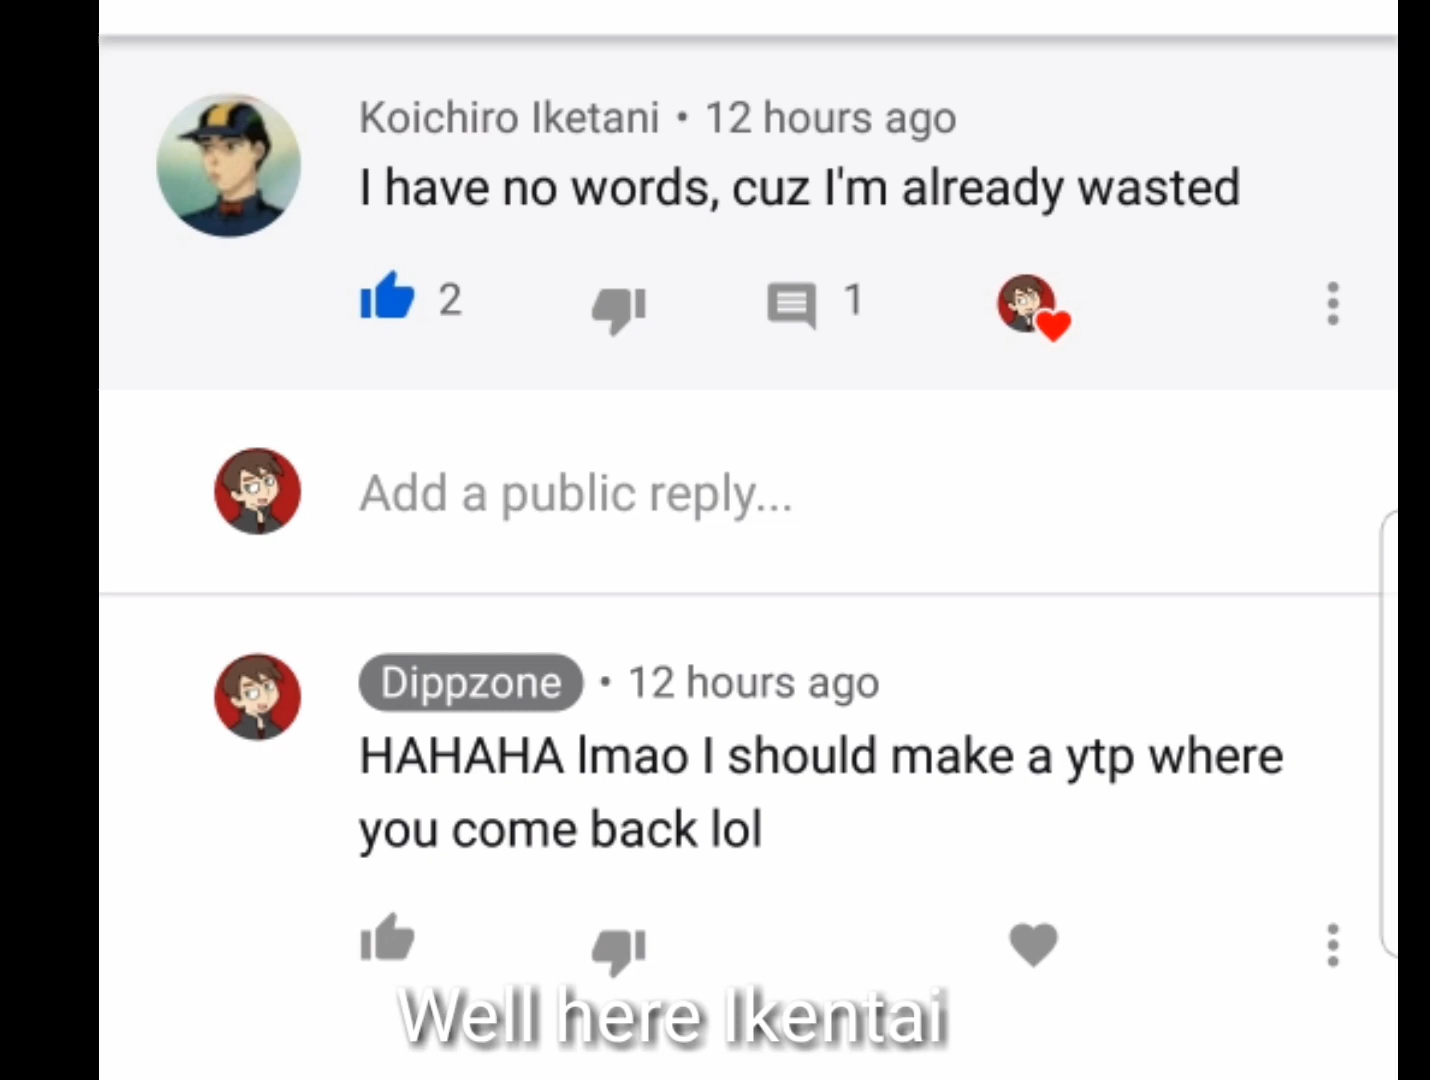 Koichiro Iketani • 12 hours ago
I have no words, cuz I'm already wasted
2
1
Add a public reply...
Dippzone • 12 hours ago
HAHAHA lmao I should make a ytp where
you come back lol
Well here Ikentai